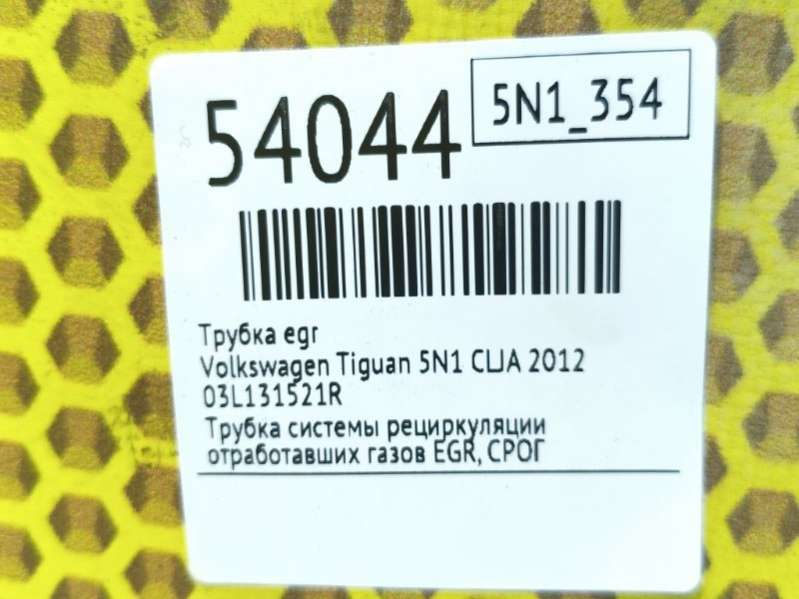 54044
5N1_354
Трубка egr
Volkswagen Tiguan 5N1 CLJA 2012
03L131521R
Трубка системы рециркуляции
отработавших газов EGR, СРОГ